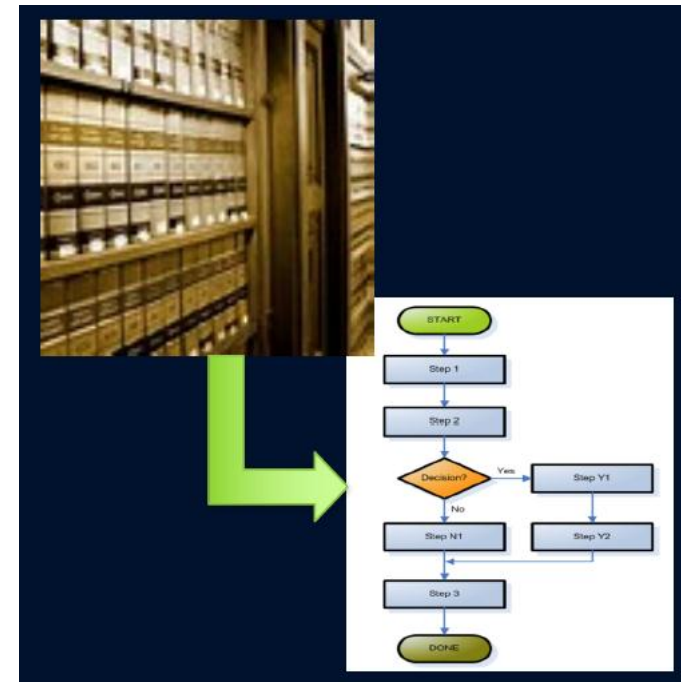 START
Step 1
Step 2
Decision?
Yes
Step Y1
No
Step N1
Step Y2
Step 3
DONE